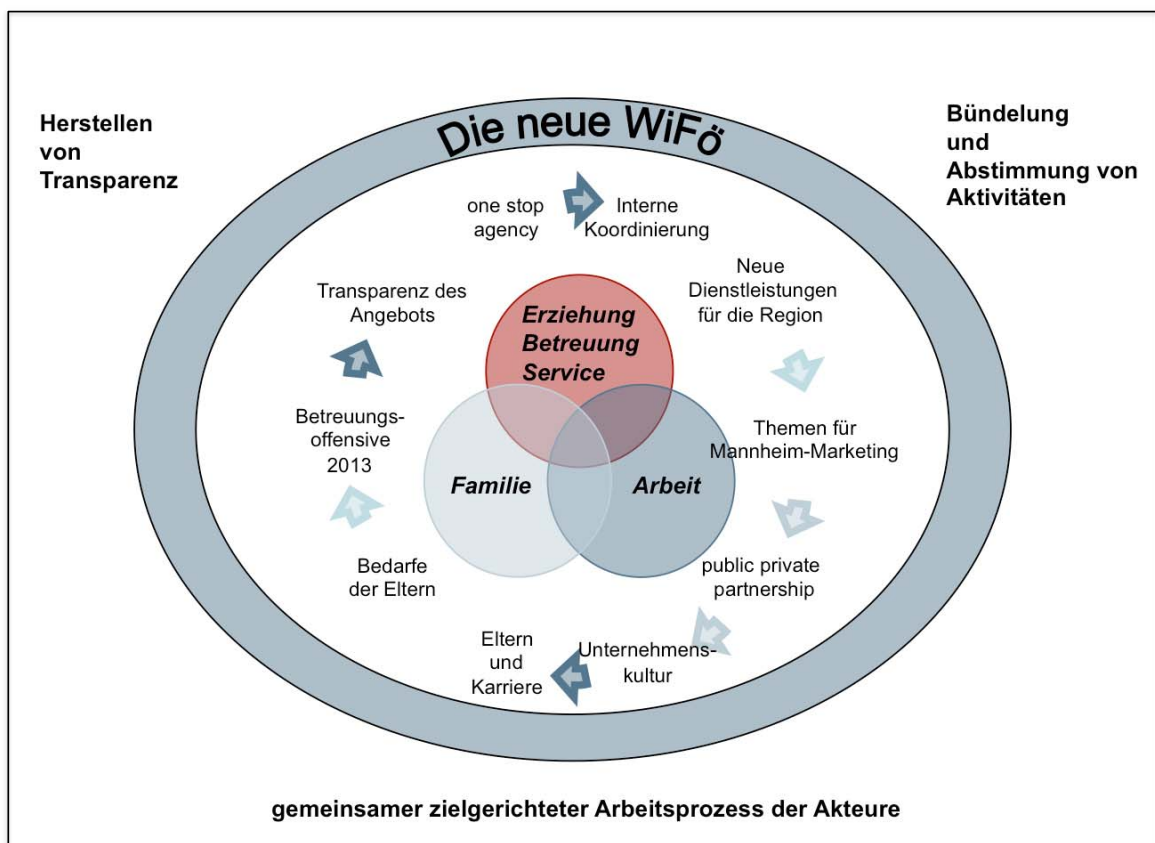 Herstellen
von
Transparenz
Die neue WiFö
Bündelung
und
Abstimmung von
Aktivitäten
one stop
agency
Interne
Koordinierung
Neue
Dienstleistungen
für die Region
Themen für
Mannheim-Marketing
public private
partnership
Unternehmens-
kultur
Eltern
und
Karriere
Bedarfe
der Eltern
Betreuungs-
offensive
2013
Transparenz des
Angebots
Erziehung
Betreuung
Service
Familie
Arbeit
gemeinsamer zielgerichteter Arbeitsprozess der Akteure